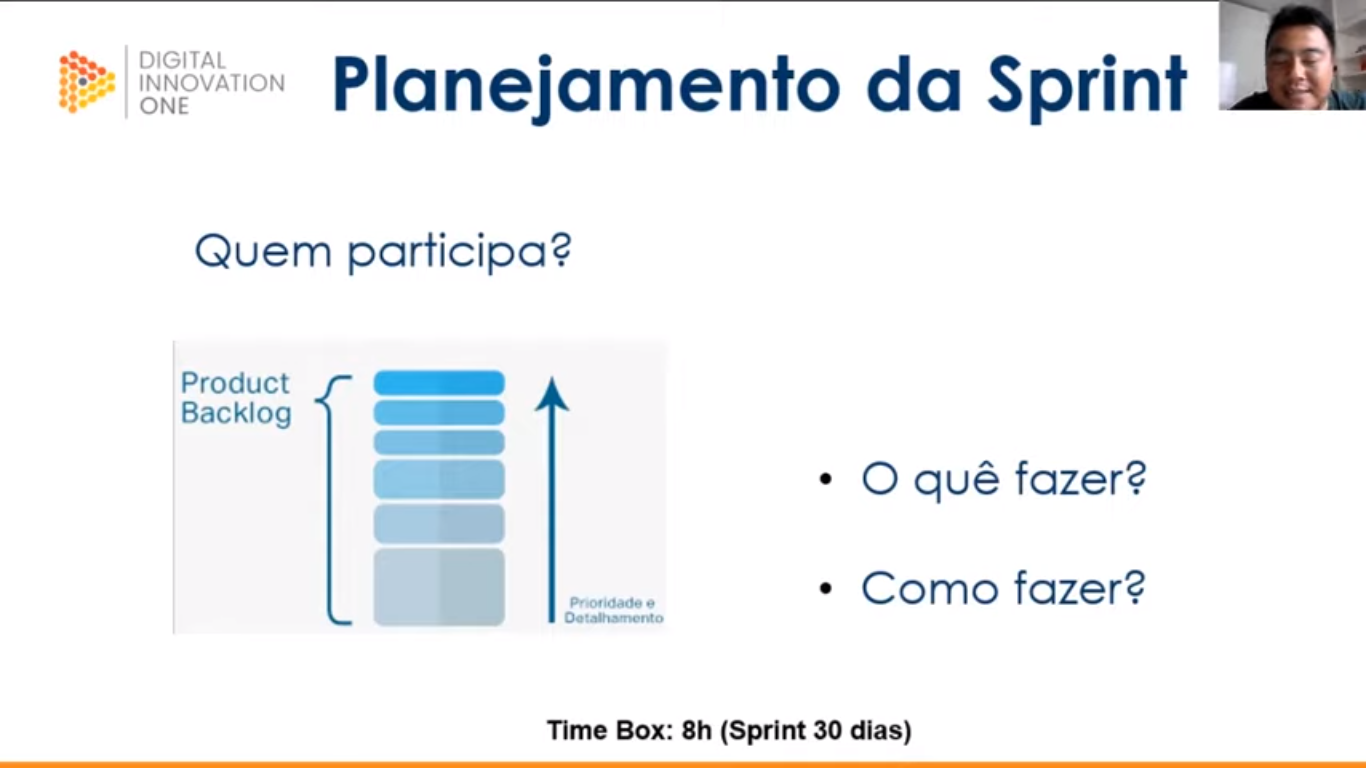 DIGITAL
INNOVATION
ONE
Planejamento da Sprint
Quem participa?
Product
Backlog
Prioridade e
Detalhamento
• O quê fazer?
• Como fazer?
Time Box: 8h (Sprint 30 dias)